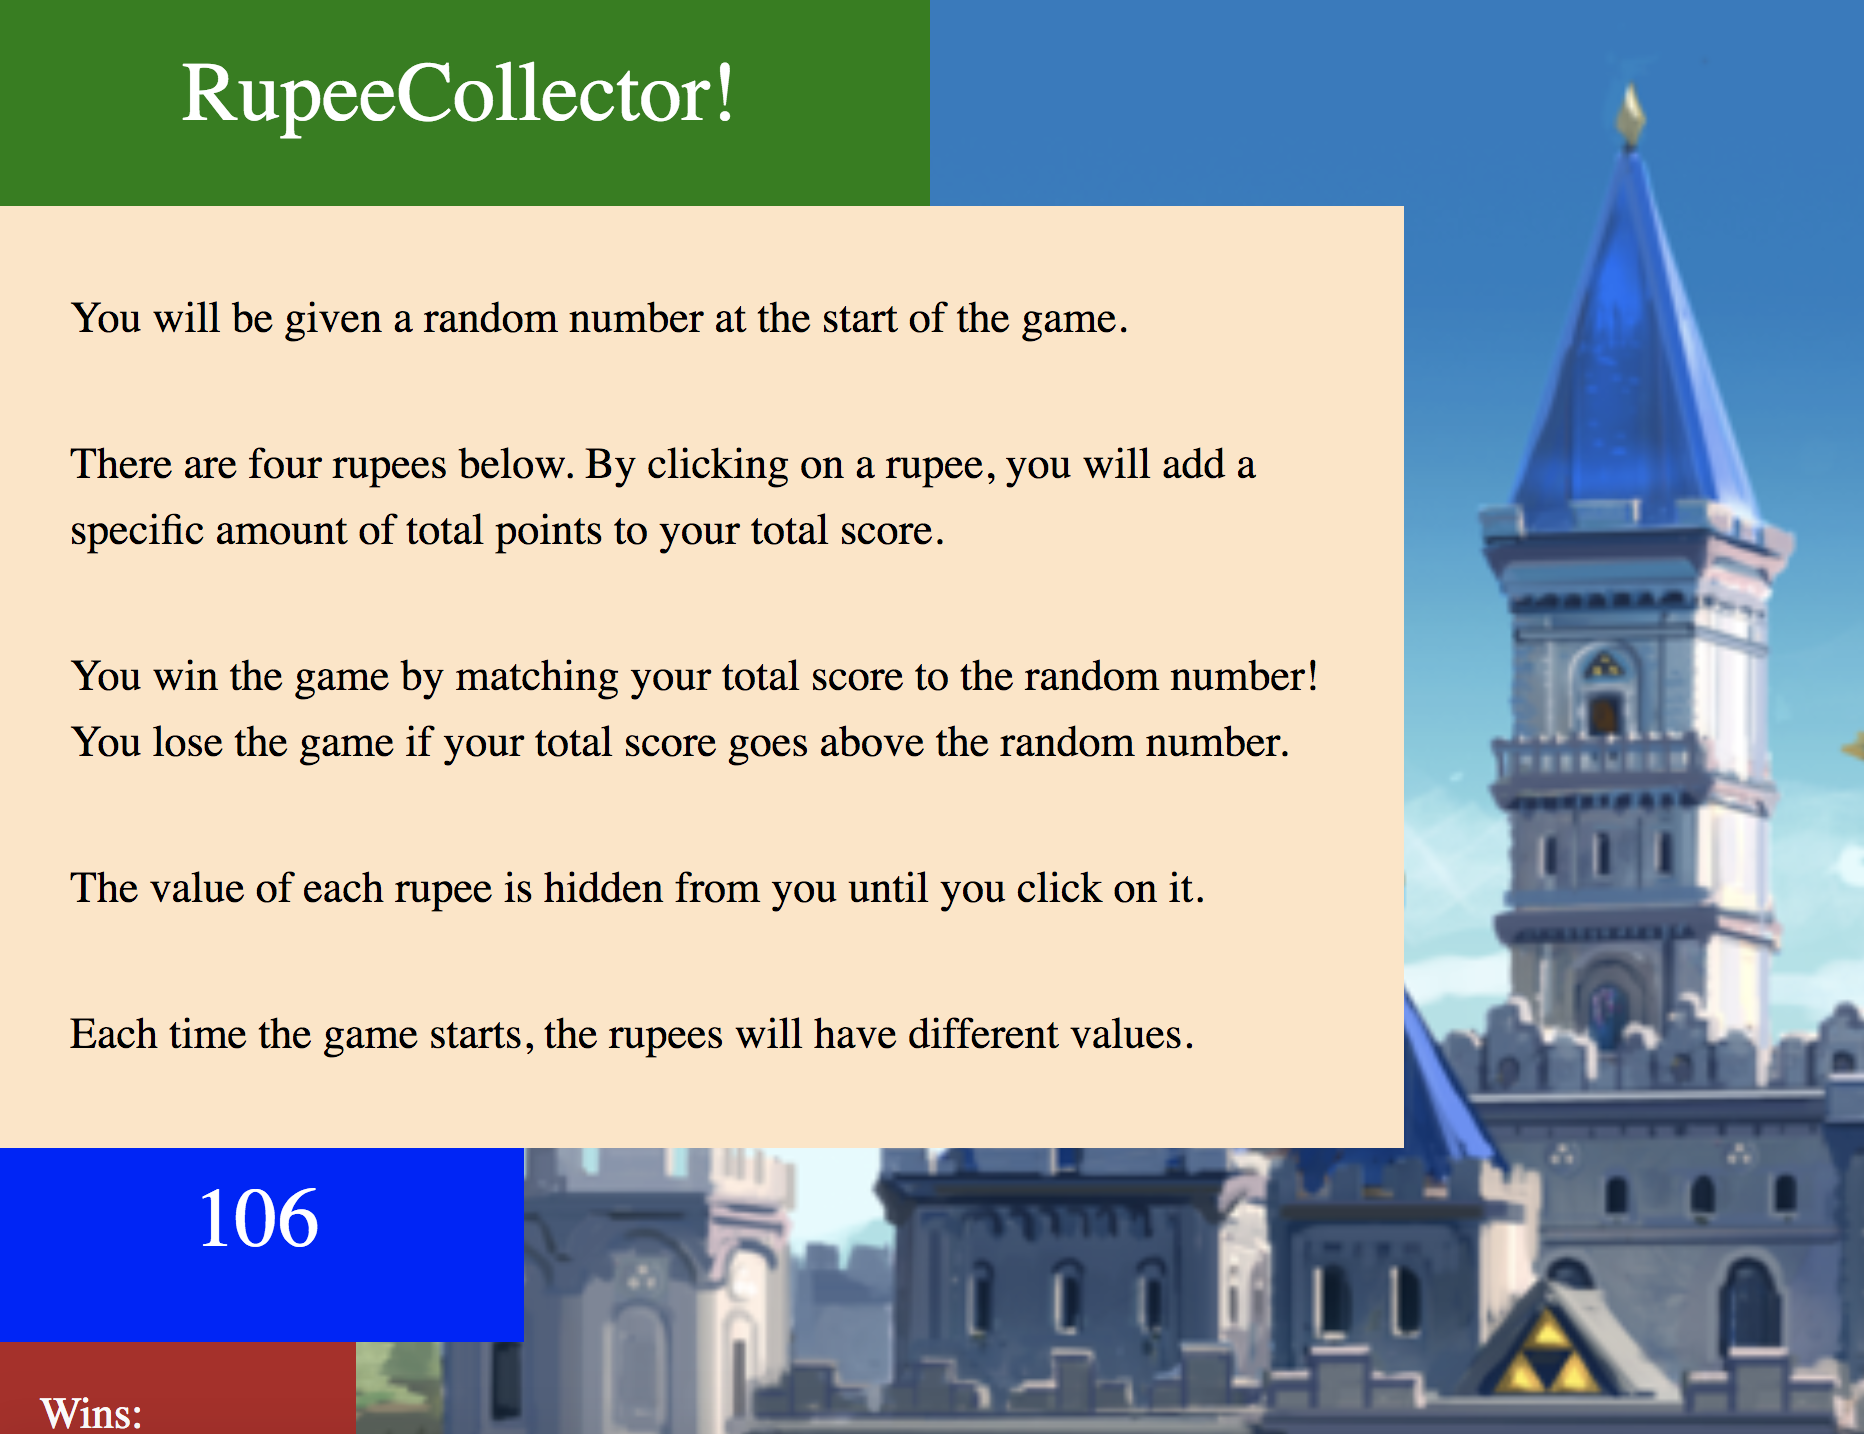 RupeeCollector!
You will be given a random number at the start of the game.
There are four rupees below. By clicking on a rupee, you will add a
specific amount of total points to your total score.
You win the game by matching your total score to the random number!
You lose the game if your total score goes above the random number.
The value of each rupee is hidden from you until you click on it.
Each time the game starts, the rupees will have different values.
106
Wins: